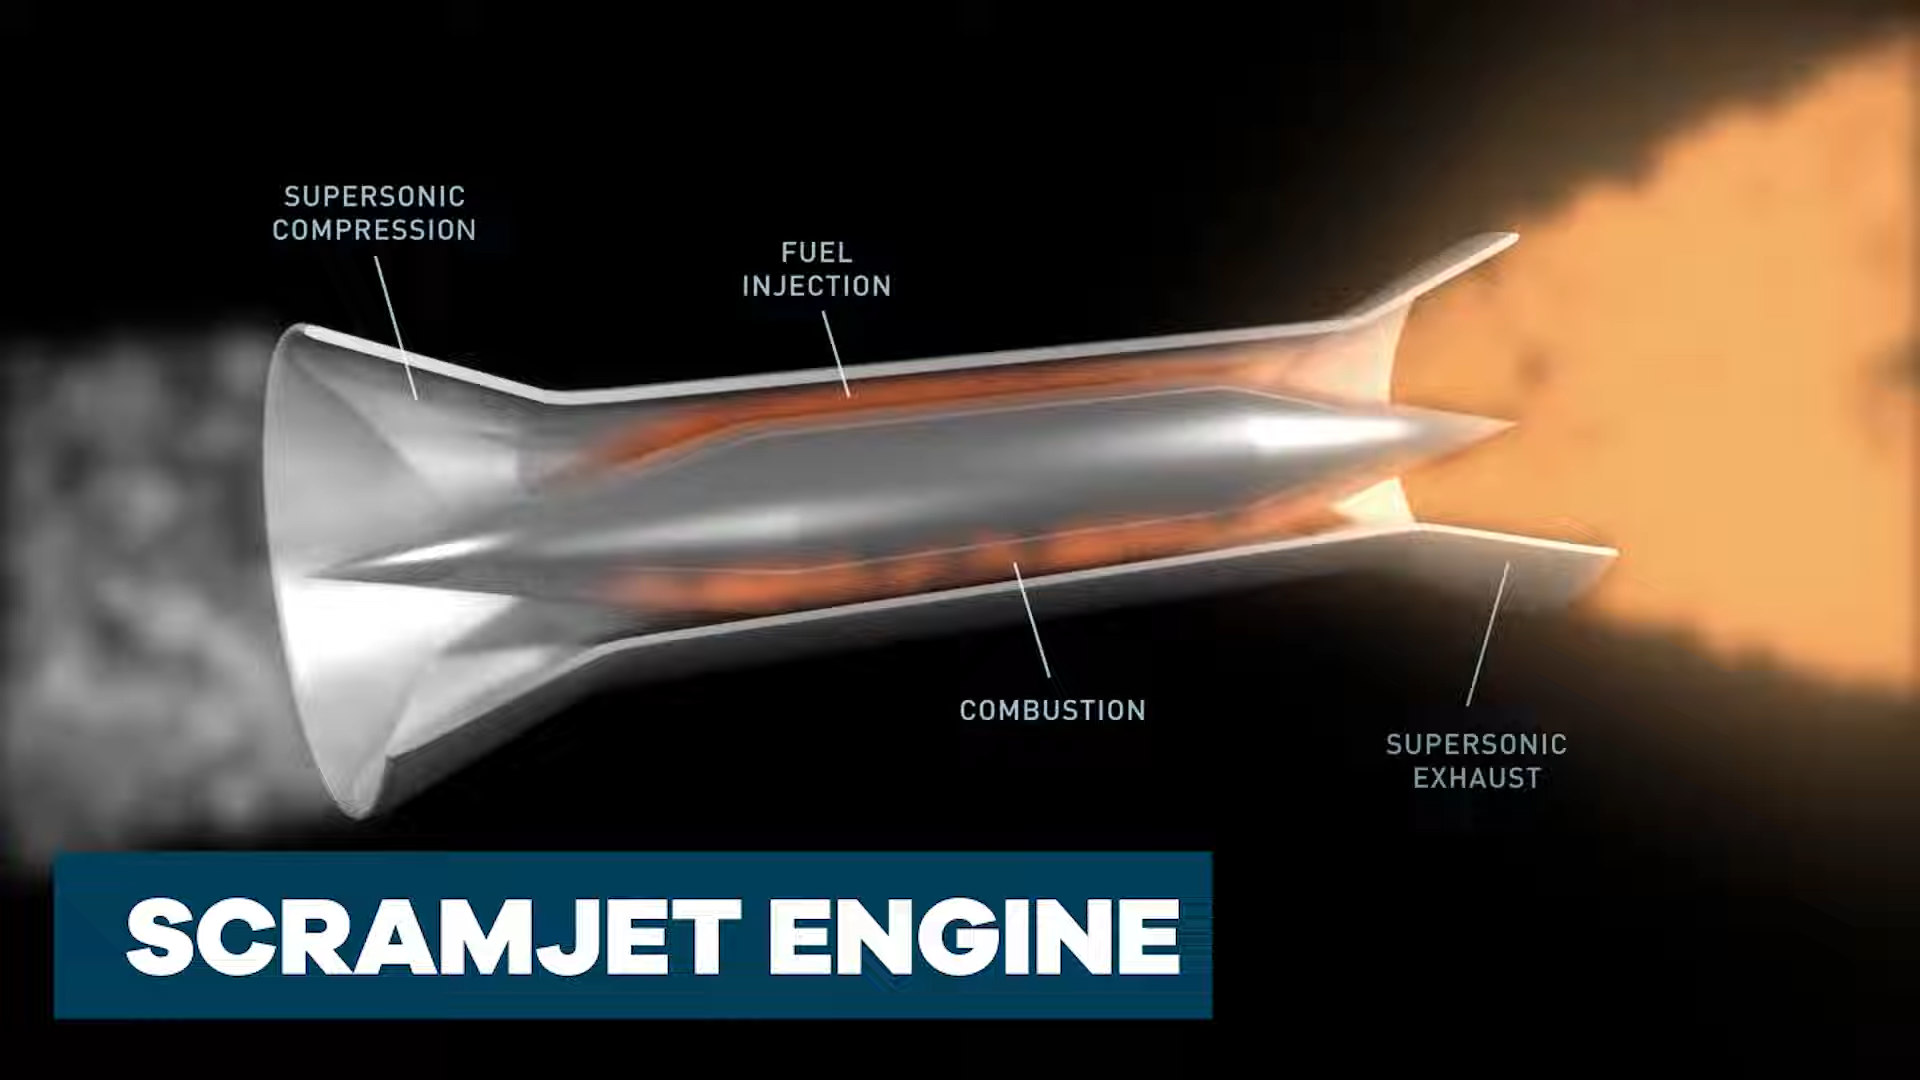 SUPERSONIC
COMPRESSION
FUEL
INJECTION
COMBUSTION
SUPERSONIC
EXHAUST
SCRAMJET ENGINE